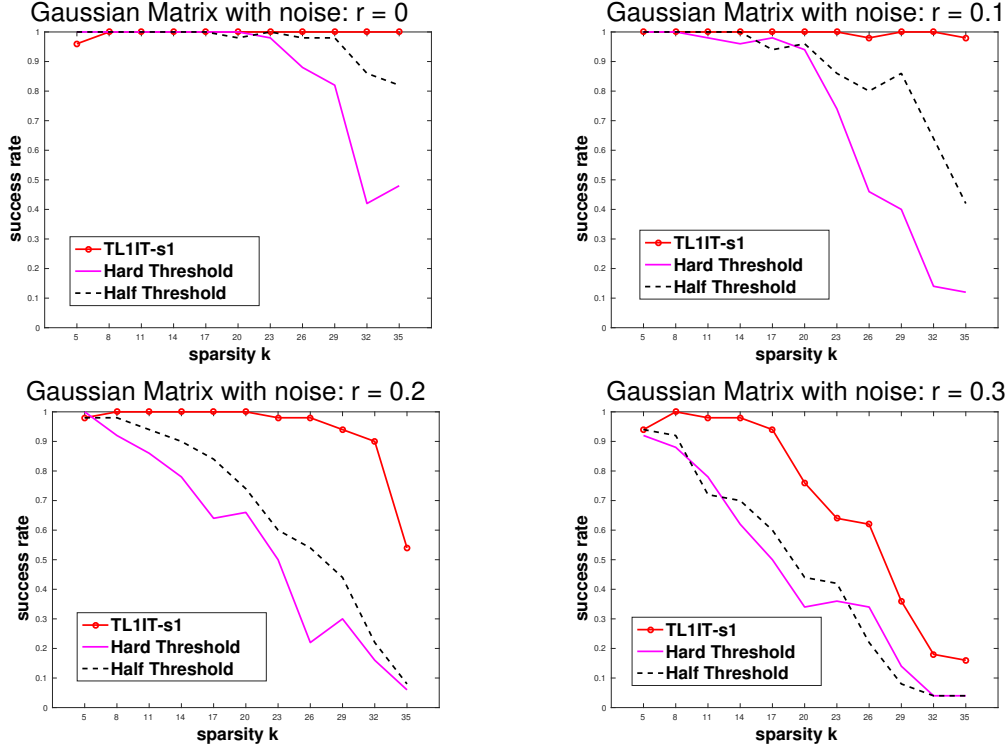 Gaussian Matrix with noise: r = 0
1
0.9
0.8
0.7
0.6
0.5
0.4
0.3
0.2
0.1
0
success rate
TL1IT-s1
Hard Threshold
Half Threshold
5 8 11 14 17 20 23 26 29 32 35
sparsity k
Gaussian Matrix with noise: r = 0.1
1
0.9
0.8
0.7
0.6
0.5
0.4
0.3
0.2
0.1
0
success rate
TL1IT-s1
Hard Threshold
Half Threshold
5 8 11 14 17 20 23 26 29 32 35
sparsity k
Gaussian Matrix with noise: r = 0.2
1
0.9
0.8
0.7
0.6
0.5
0.4
0.3
0.2
0.1
0
success rate
TL1IT-s1
Hard Threshold
Half Threshold
5 8 11 14 17 20 23 26 29 32 35
sparsity k
Gaussian Matrix with noise: r = 0.3
1
0.9
0.8
0.7
0.6
0.5
0.4
0.3
0.2
0.1
0
success rate
TL1IT-s1
Hard Threshold
Half Threshold
5 8 11 14 17 20 23 26 29 32 35
sparsity k